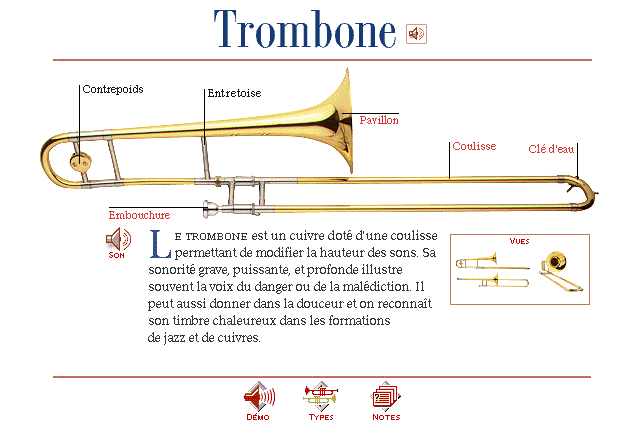 Trombone
Contrepoids
Entretoise
Pavillon
Coulisse
Clé d'eau
Embouchure
SON
LE TROMBONE est un cuivre doté d'une coulisse
permettant de modifier la hauteur des sons. Sa
sonorité grave, puissante, et profonde illustre
souvent la voix du danger ou de la malédiction. Il
peut aussi donner dans la douceur et on reconnaît
son timbre chaleureux dans les formations
de jazz et de cuivres.
VUES
DÉMO
TYPES
NOTES